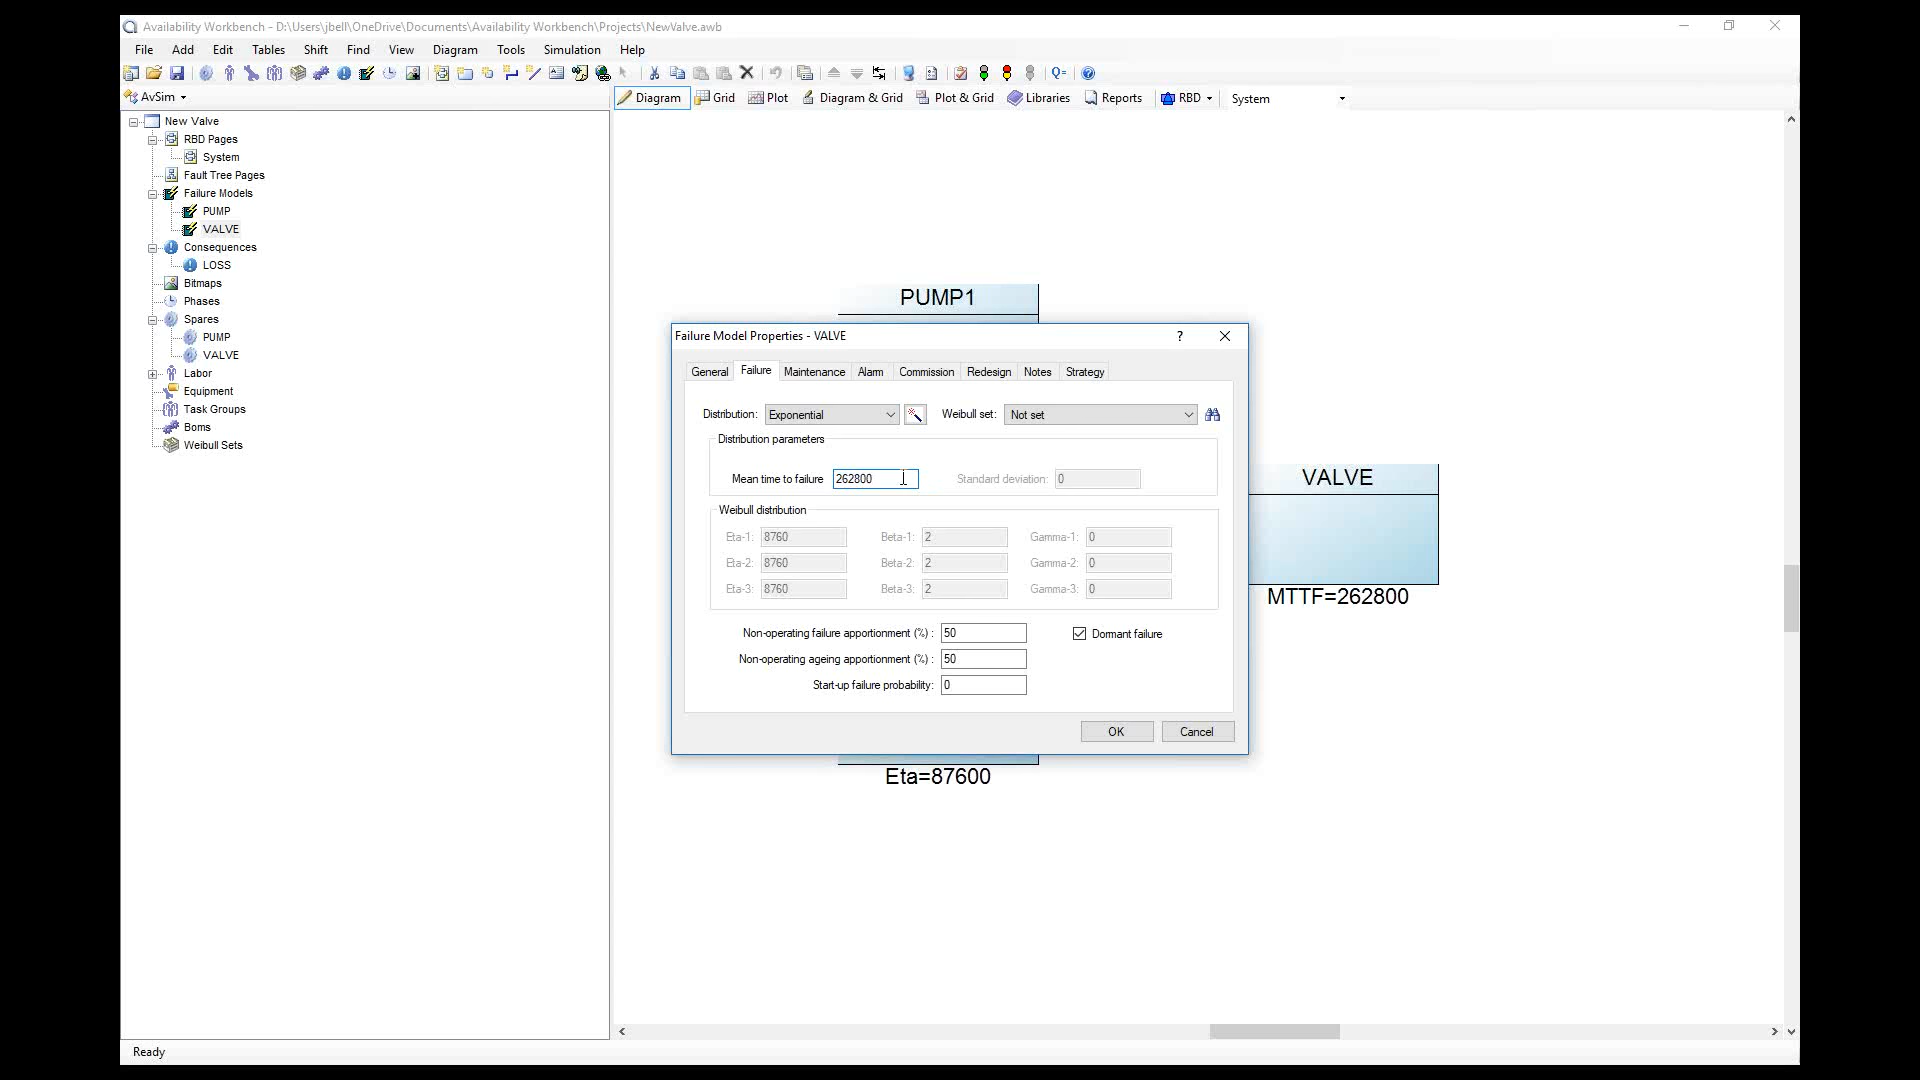 Availability Workbench - D:\Users\jbell\OneDrive\Documents\Availability Workbench\Projects\NewValve.awb
File Add Edit Tables Shift Find View Diagram Tools Simulation Help
Q=
AvSim
Diagram Grid Plot Diagram & Grid Plot & Grid Libraries Reports RBD System
New Valve
RBD Pages
System
Fault Tree Pages
Failure Models
PUMP
VALVE
Consequences
LOSS
Bitmaps
Phases
Spares
PUMP
VALVE
Labor
Equipment
Task Groups
Boms
Weibull Sets
PUMP1
Failure Model Properties - VALVE ?
General Failure Maintenance Alarm Commission Redesign Notes Strategy
Distribution: Exponential Weibull set: Not set
Distribution parameters
Mean time to failure 262800 Standard deviation: 0
Weibull distribution
Eta-1: 8760 Beta-1: 2 Gamma-1: 0
Eta-2: 8760 Beta-2: 2 Gamma-2: 0
Eta-3: 8760 Beta-3: 2 Gamma-3: 0
Non-operating failure apportionment (%) : 50 Dormant failure
Non-operating ageing apportionment (%) : 50
Start-up failure probability: 0
OK Cancel
VALVE
MTTF=262800
Eta=87600
Ready